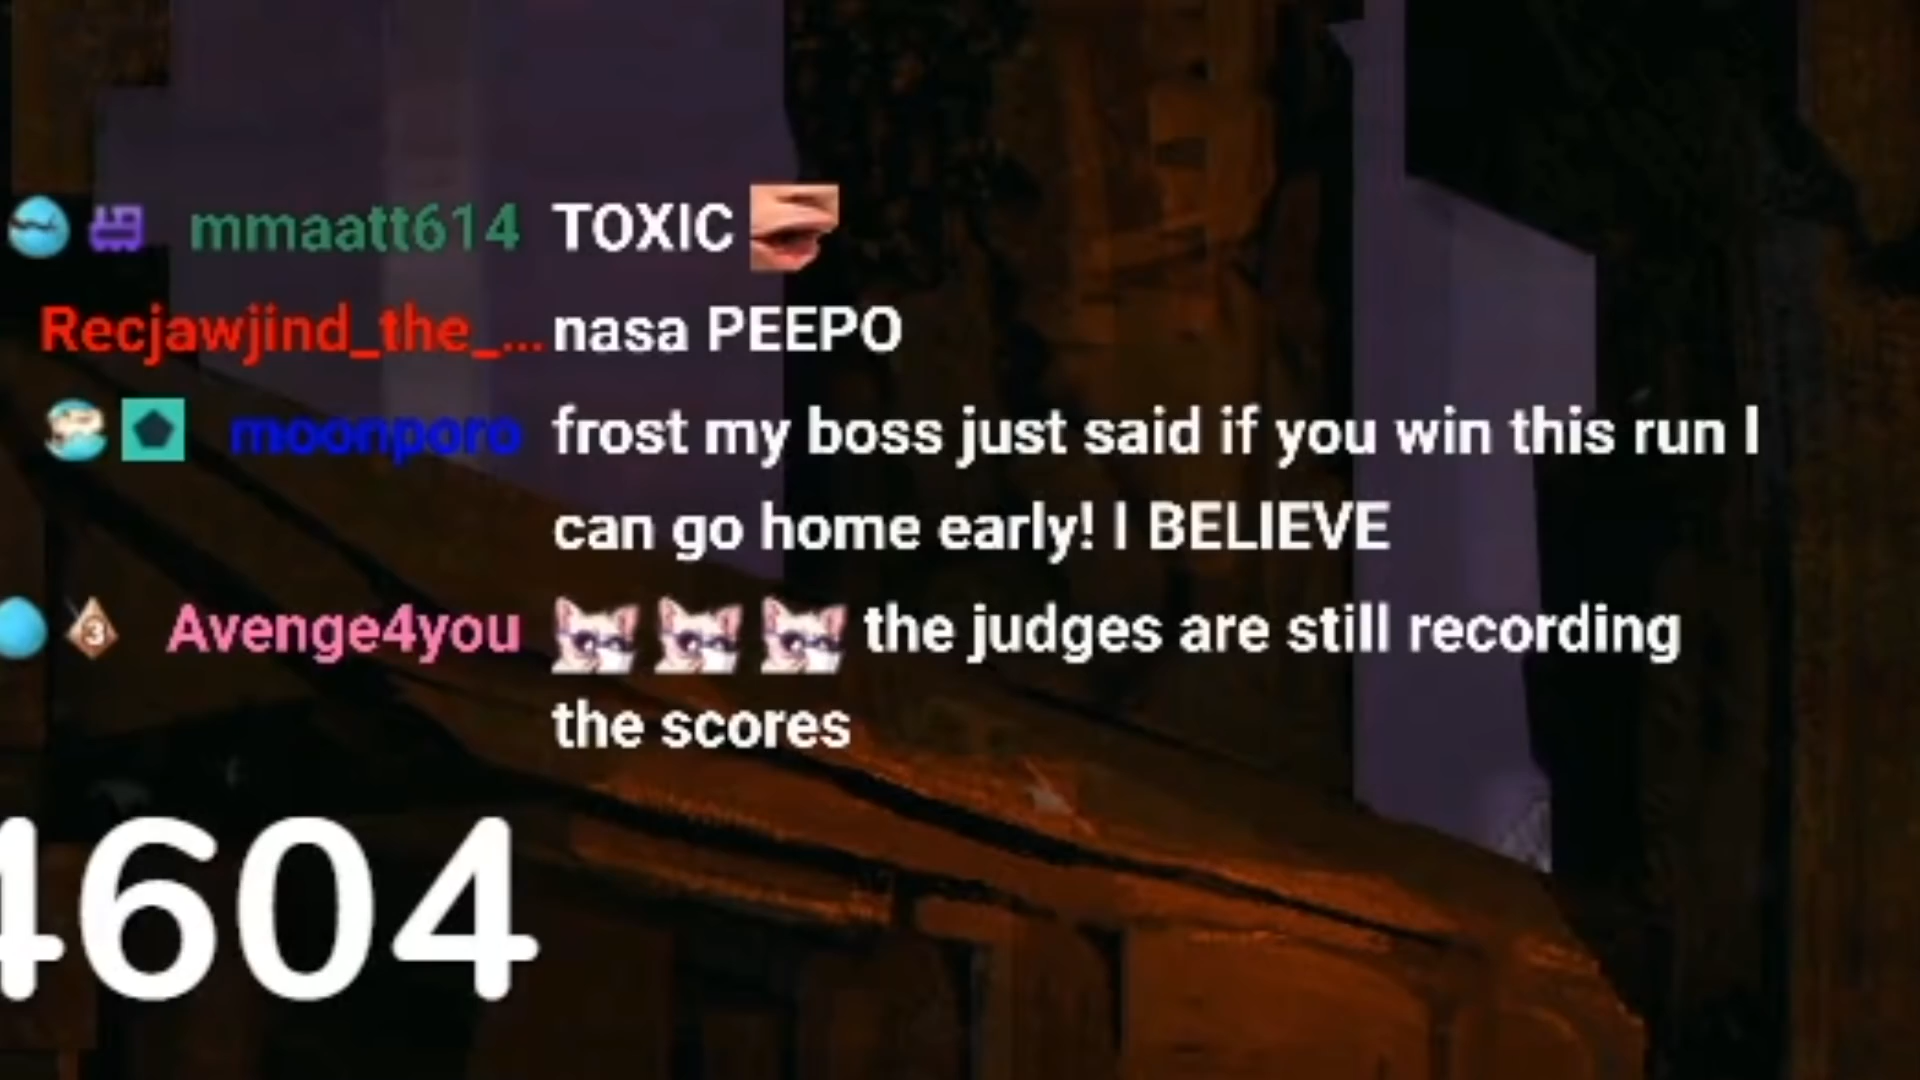 mmaatt614 TOXIC
Recjawjind_the_... nasa PEEPO
moonporo frost my boss just said if you win this run I
can go home early! I BELIEVE
3 Avenge4you the judges are still recording
the scores
4604